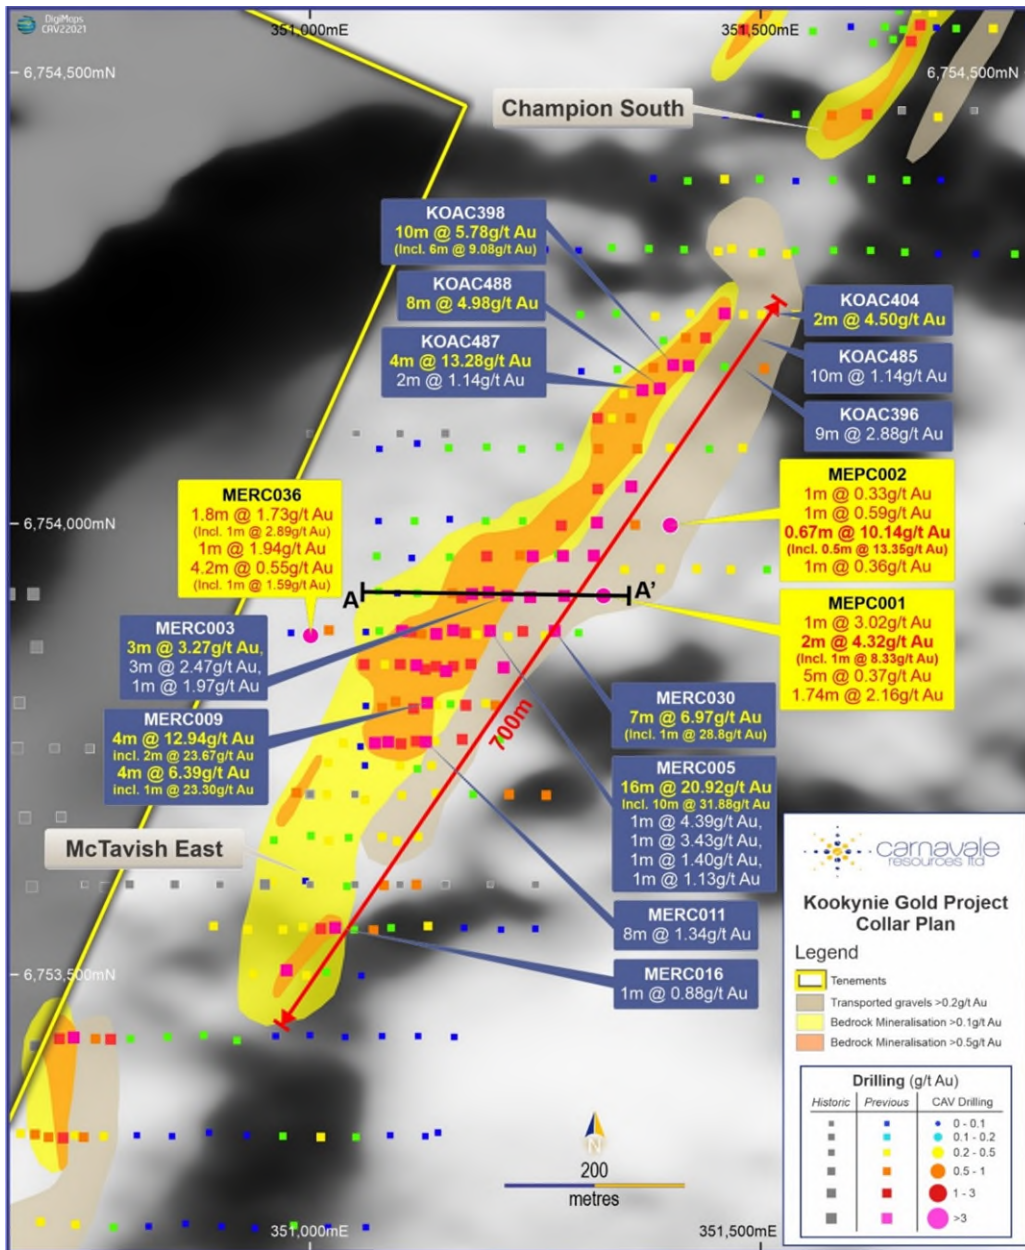 DigiMaps
CRV22021
351,000mE
351,500mE
6,754,500mN
6,754,500mN
Champion South
KOAC398
10m @ 5.78g/t Au
(Incl. 6m @ 9.08g/t Au)
KOAC488
8m @ 4.98g/t Au
KOAC487
4m @ 13.28g/t Au
2m @ 1.14g/t Au
KOAC404
2m @ 4.50g/t Au
KOAC485
10m @ 1.14g/t Au
KOAC396
9m @ 2.88g/t Au
MERC036
1.8m @ 1.73g/t Au
(Incl. 1m @ 2.89g/t Au)
1m @ 1.94g/t Au
4.2m @ 0.55g/t Au
(Incl. 1m @ 1.59g/t Au)
6,754,000mN
MEPC002
1m @ 0.33g/t Au
1m @ 0.59g/t Au
0.67m @ 10.14g/t Au
(Incl. 0.5m @ 13.35g/t Au)
1m @ 0.36g/t Au
A
A'
MEPC001
1m @ 3.02g/t Au
2m @ 4.32g/t Au
(Incl. 1m @ 8.33g/t Au)
5m @ 0.37g/t Au
1.74m @ 2.16g/t Au
MERC003
3m @ 3.27g/t Au,
3m @ 2.47g/t Au,
1m @ 1.97g/t Au
MERC009
4m @ 12.94g/t Au
incl. 2m @ 23.67g/t Au
4m @ 6.39g/t Au
incl. 1m @ 23.30g/t Au
700m
MERC030
7m @ 6.97g/t Au
(Incl. 1m @ 28.8g/t Au)
MERC005
16m @ 20.92g/t Au
Incl. 10m @ 31.88g/t Au
1m @ 4.39g/t Au,
1m @ 3.43g/t Au,
1m @ 1.40g/t Au,
1m @ 1.13g/t Au
McTavish East
MERC011
8m @ 1.34g/t Au
MERC016
1m @ 0.88g/t Au
6,753,500mN
carnavale
resources ltd
Kookynie Gold Project
Collar Plan
Legend
Tenements
Transported gravels >0.2g/t Au
Bedrock Mineralisation >0.1g/t Au
Bedrock Mineralisation >0.5g/t Au
Drilling (g/t Au)
Historic Previous CAV Drilling
0 - 0.1
0.1 - 0.2
0.2 - 0.5
0.5 - 1
1 - 3
>3
N
200
metres
351,000mE
351,500mE